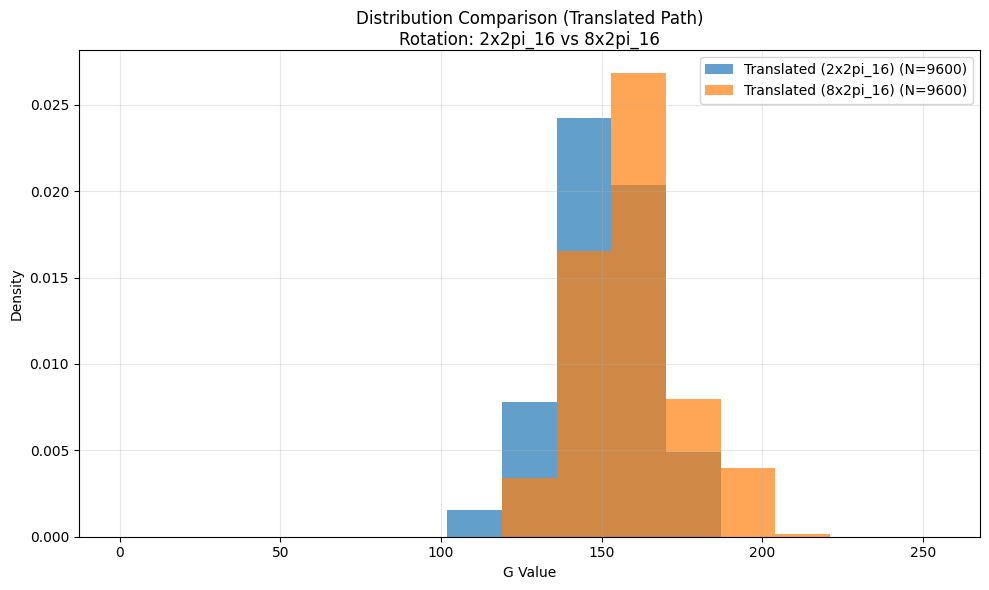 Distribution Comparison (Translated Path)
Rotation: 2x2pi_16 vs 8x2pi_16
Translated (2x2pi_16) (N=9600)
Translated (8x2pi_16) (N=9600)
0.025
0.020
0.015
0.010
0.005
0.000
Density
0 50 100 150 200 250
G Value